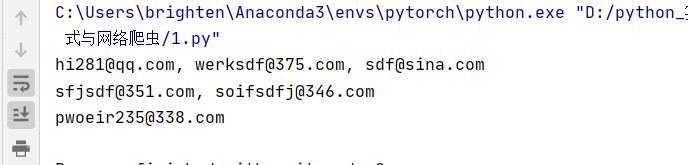 C:\Users\brighten\Anaconda3\envs\pytorch\python.exe "D:/python_
式与网络爬虫/1.py"
hi281@qq.com, werksdf@375.com, sdf@sina.com
sfjsdf@351.com, soifsdfj@346.com
pwoeir235@338.com